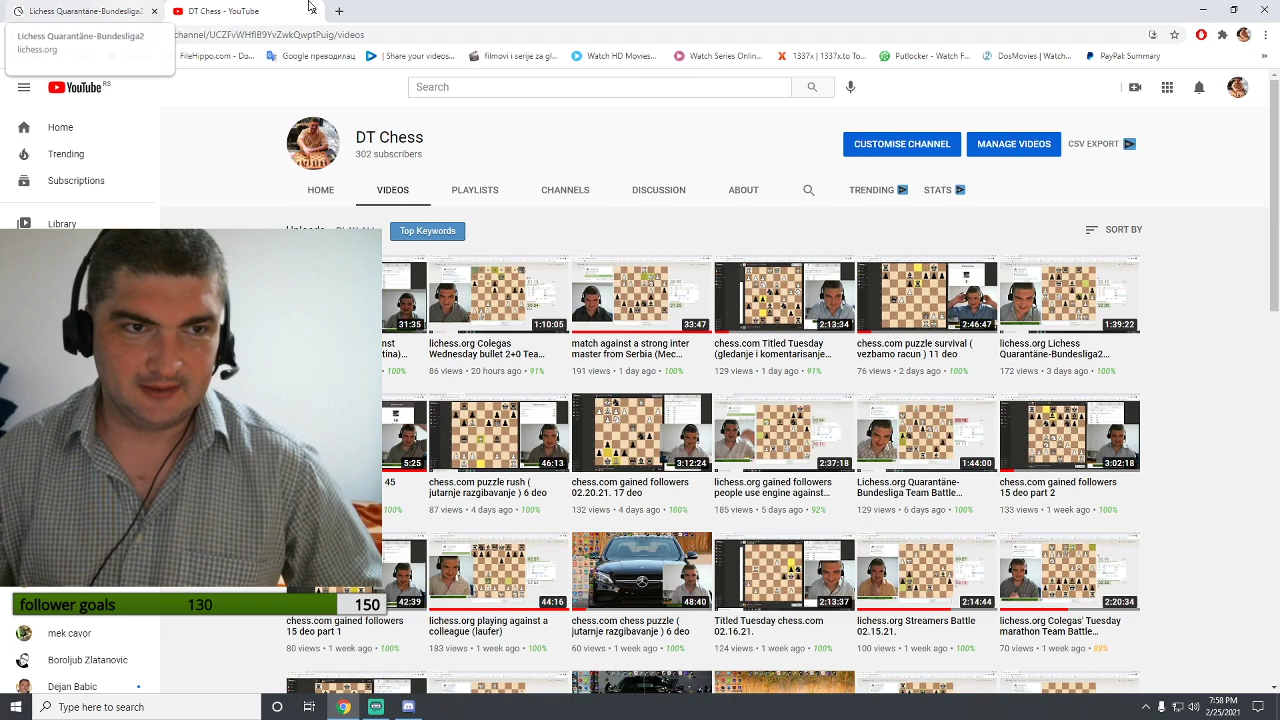 Lichess Quarantäne-Bundesliga2
DT Chess - YouTube
Lichess Quarantäne-Bundesliga2
lichess.org
channel/UCZFvWHflB9YvZwkQwptPuig/videos
FileHippo.com - D...
Google преводилац
Share your videos w...
filmovi i serije onlin...
Watch HD Movies...
Watch Series Online...
1337x | 1337x.to To...
Putlocker - Watch F...
DosMovies | Watch...
PayPal Summary
YouTube RS
Search
Home
Trending
Subscriptions
Library
DT Chess
302 subscribers
CUSTOMISE CHANNEL
MANAGE VIDEOS
CSV EXPORT
HOME
VIDEOS
PLAYLISTS
CHANNELS
DISCUSSION
ABOUT
TRENDING
STATS
Top Keywords
SORT BY
31:35
1:10:05
33:47
2:13:34
2:46:47
1:39:22
lichess.org Colegas
Wednesday bullet 2+0 Tea...
86 views • 20 hours ago • 91%
match against a strong inter
master from Serbia (Mec...
191 views • 1 day ago • 100%
chess.com Titled Tuesday
(gledanje i komentarisanje...
129 views • 1 day ago • 91%
chess.com puzzle survival (
vezbamo racun ) 11 deo
76 views • 2 days ago • 100%
lichess.org Lichess
Quarantäne-Bundesliga2...
172 views • 3 days ago • 100%
100%
5:25
46:13
3:12:24
2:37:18
1:44:00
3:02:18
45
100%
chess.com puzzle rush (
jutarnje razgibavanje ) 6 deo
87 views • 4 days ago • 100%
chess.com gained followers
02.20.21. 17 deo
132 views • 4 days ago • 100%
lichess.org gained followers
people use engine against...
185 views • 5 days ago • 92%
Lichess.org Quarantäne-
Bundesliga Team Battle...
129 views • 6 days ago • 100%
chess.com gained followers
15 deo part 2
133 views • 1 week ago • 100%
42:39
44:16
48:40
2:13:37
2:14:44
2:20:34
chess.com gained followers
15 deo part 1
80 views • 1 week ago • 100%
lichess.org playing against a
colleague (laufer)
183 views • 1 week ago • 100%
chess.com chess puzzle (
jutarnje razgibavanje ) 6 deo
60 views • 1 week ago • 100%
Titled Tuesday chess.com
02.16.21.
124 views • 1 week ago • 100%
lichess.org Streamers Battle
02.15.21.
100 views • 1 week ago • 100%
lichess.org Colegas' Tuesday
marathon Team Battle...
70 views • 1 week ago • 88%
follower goals 130 150
mek cavor
Boroljub Zlatanovic
Dejan Babic
Type here to search
7:58 PM
2/25/2021